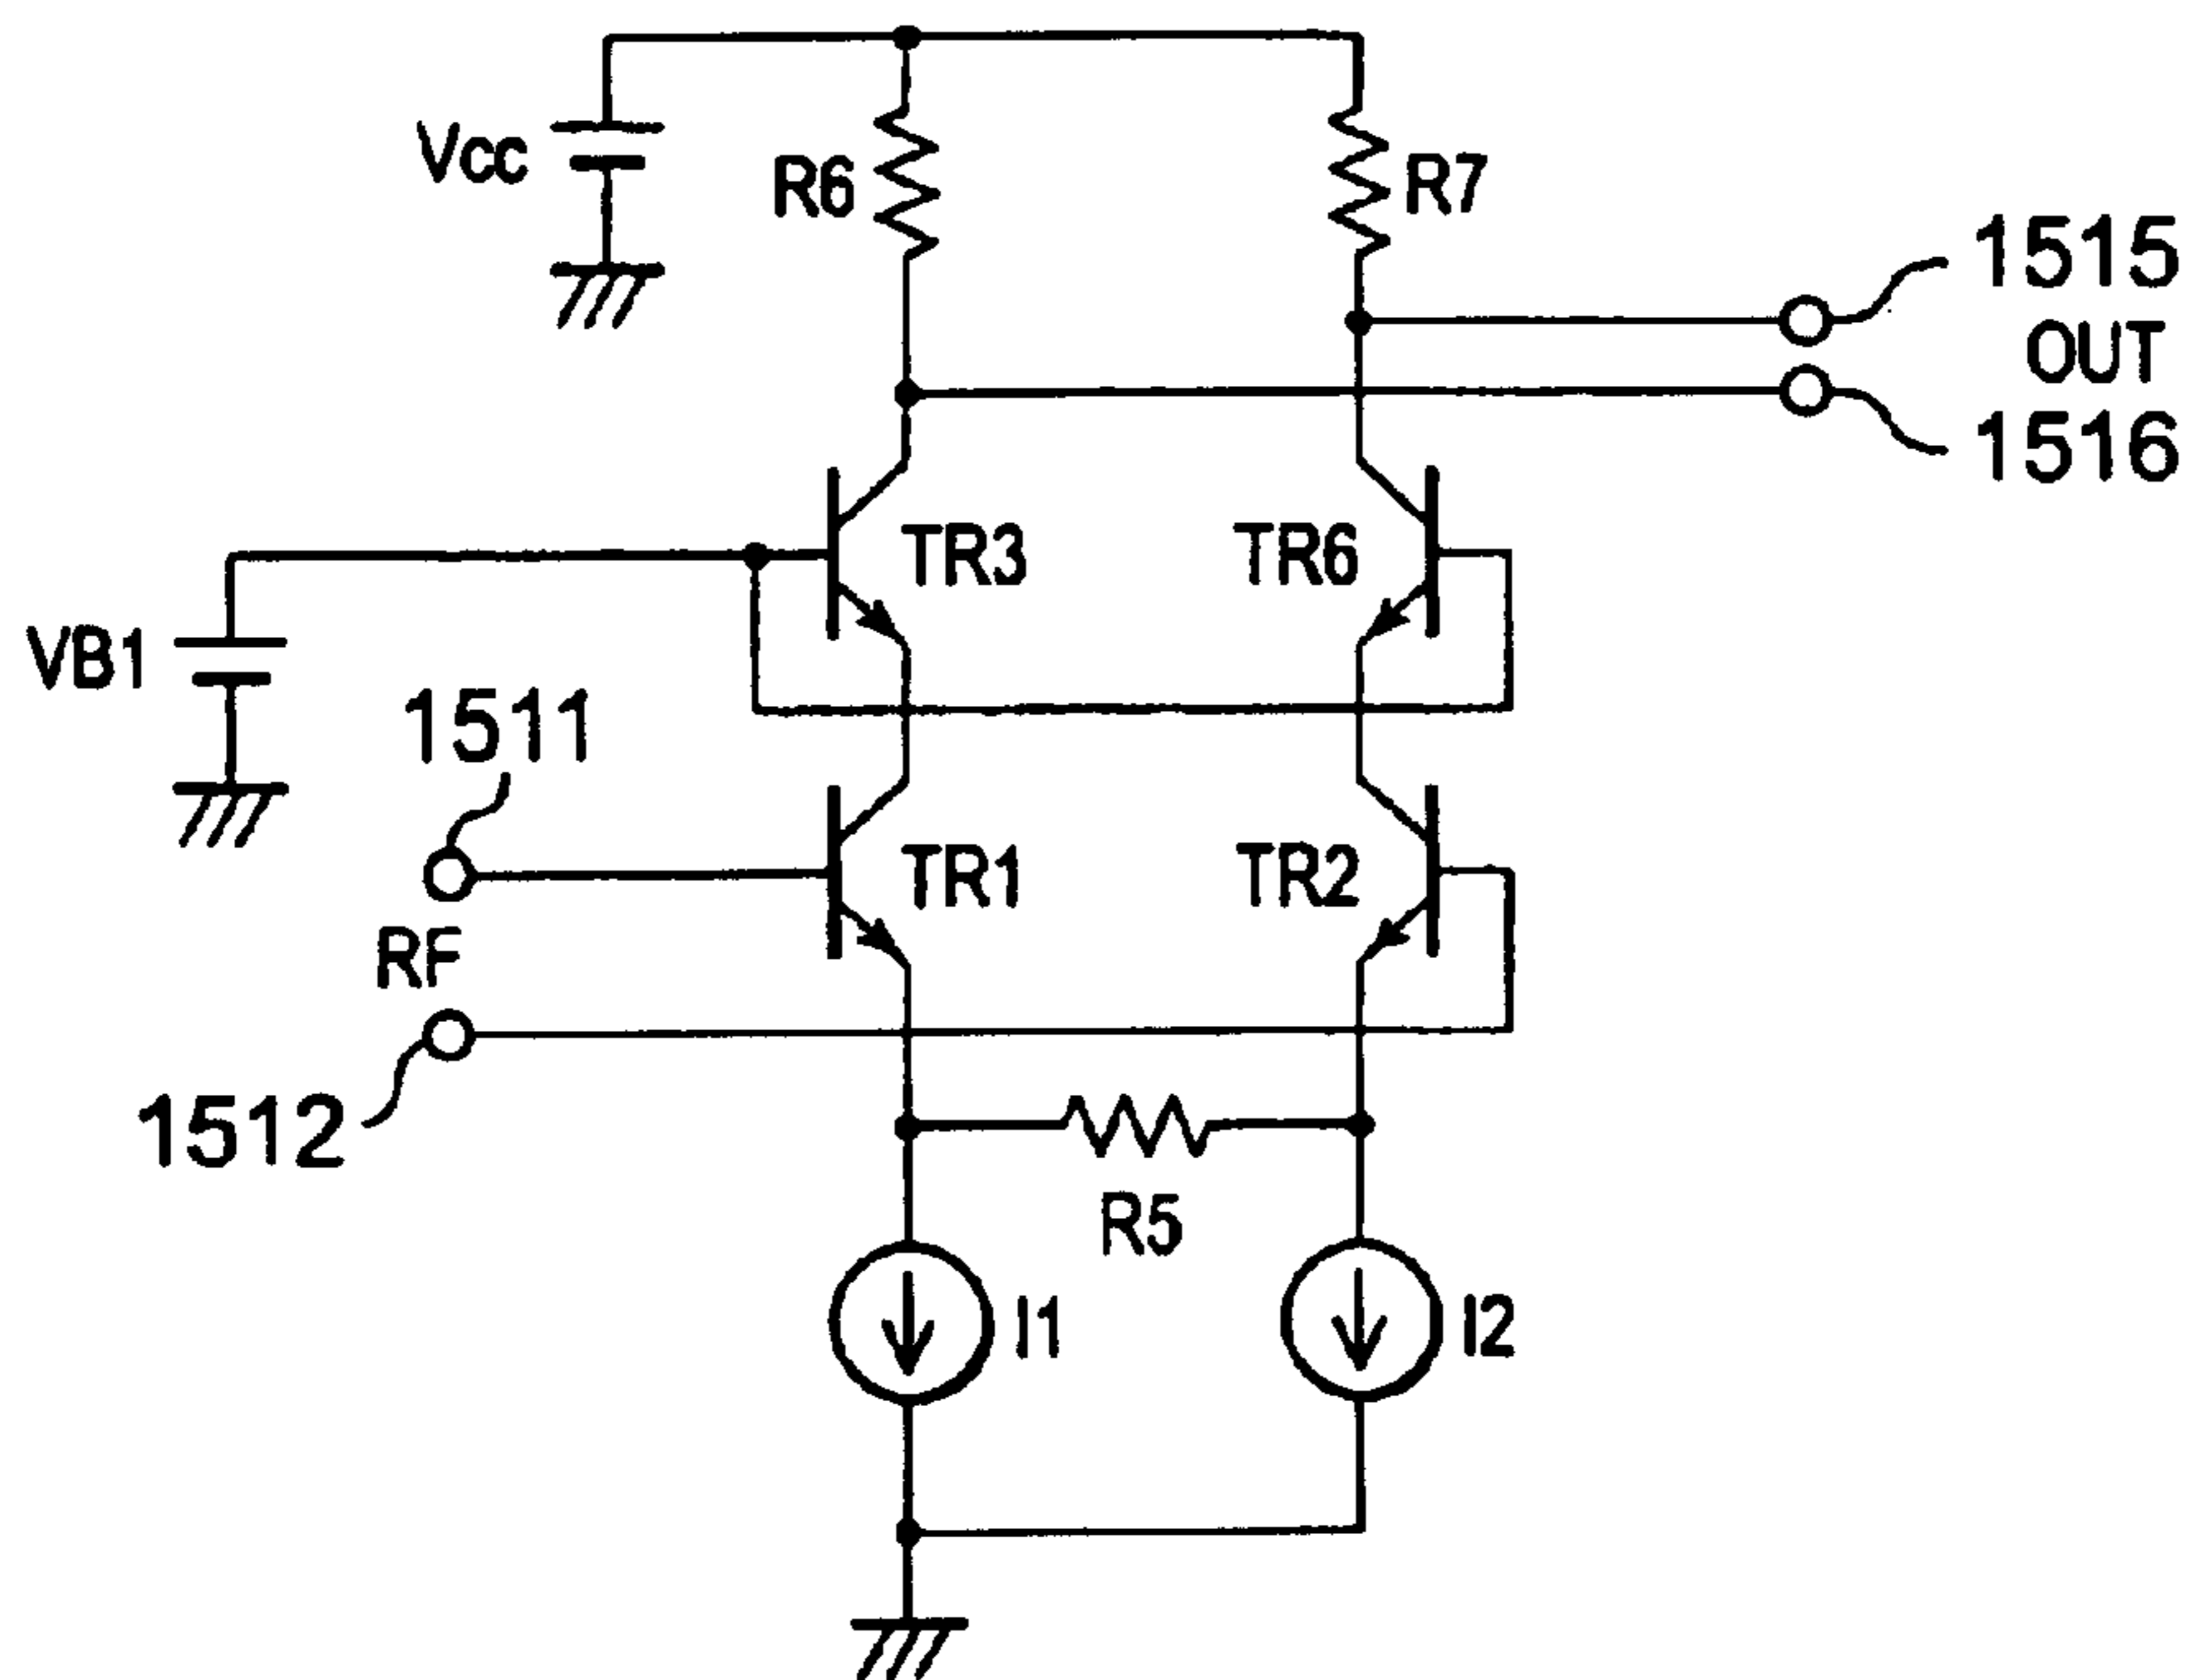 Vcc
R6
R7
1515
OUT
1516
TR3
TR6
VB1
1511
TR1
TR2
RF
1512
R5
I1
I2